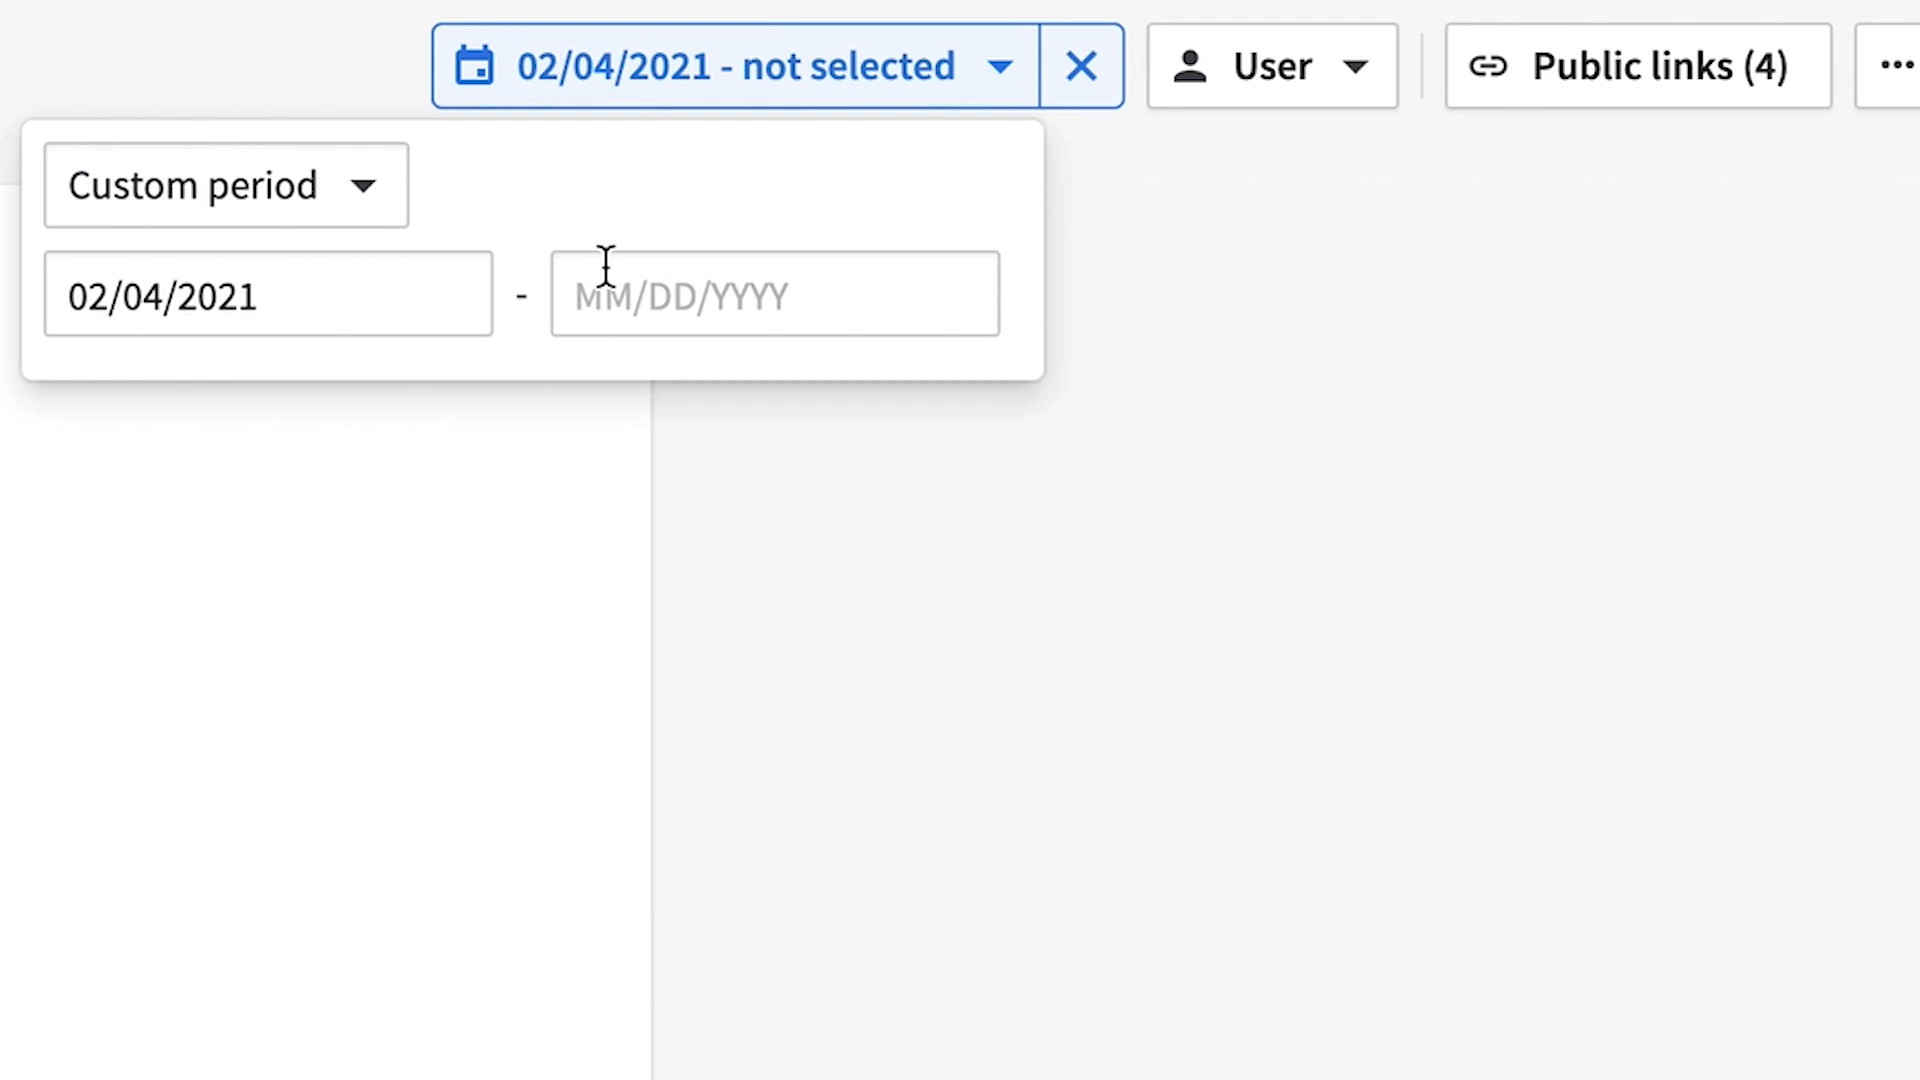 02/04/2021 - not selected
User
Public links (4)
Custom period
02/04/2021 - MM/DD/YYYY